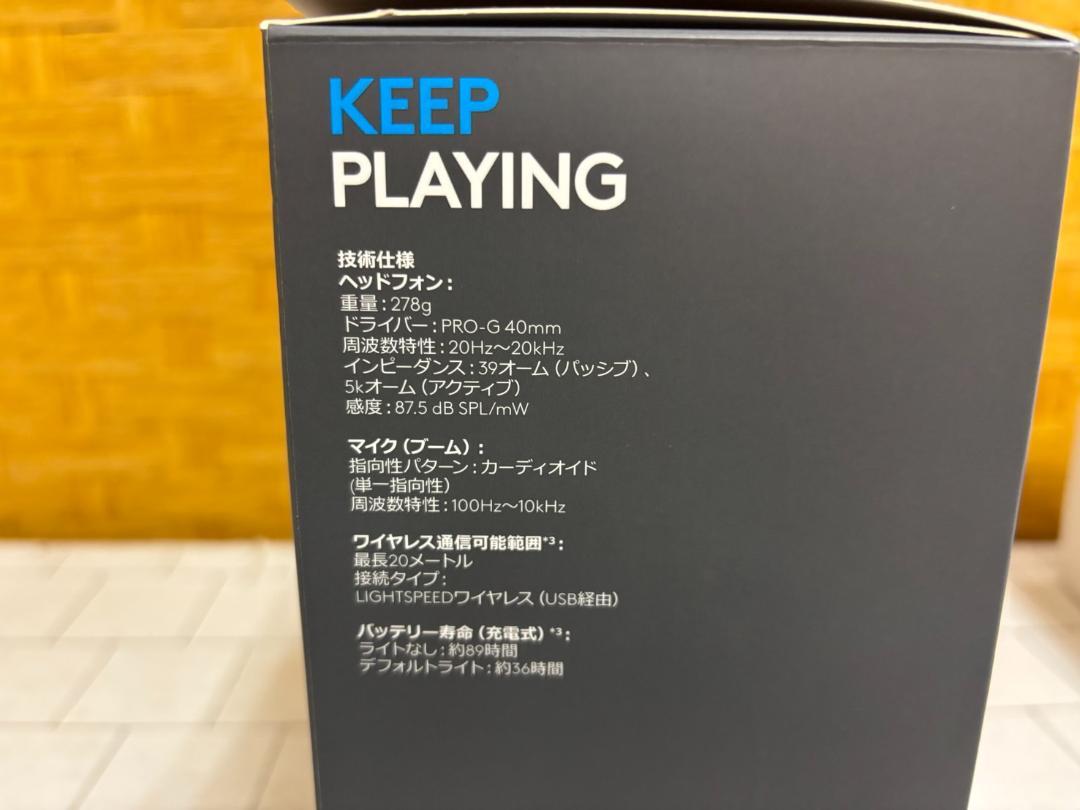 KEEP
PLAYING
技術仕様
ヘッドフォン：
重量：278g
ドライバー：PRO-G 40mm
周波数特性：20Hz～20kHz
インピーダンス：39オーム（パッシブ）、
5kオーム（アクティブ）
感度：87.5 dB SPL/mW
マイク（ブーム）：
指向性パターン：カーディオイド
(単一指向性)
周波数特性：100Hz～10kHz
ワイヤレス通信可能範囲*3：
最長20メートル
接続タイプ：
LIGHTSPEEDワイヤレス（USB経由）
バッテリー寿命（充電式）*3：
ライトなし：約89時間
デフォルトライト：約36時間